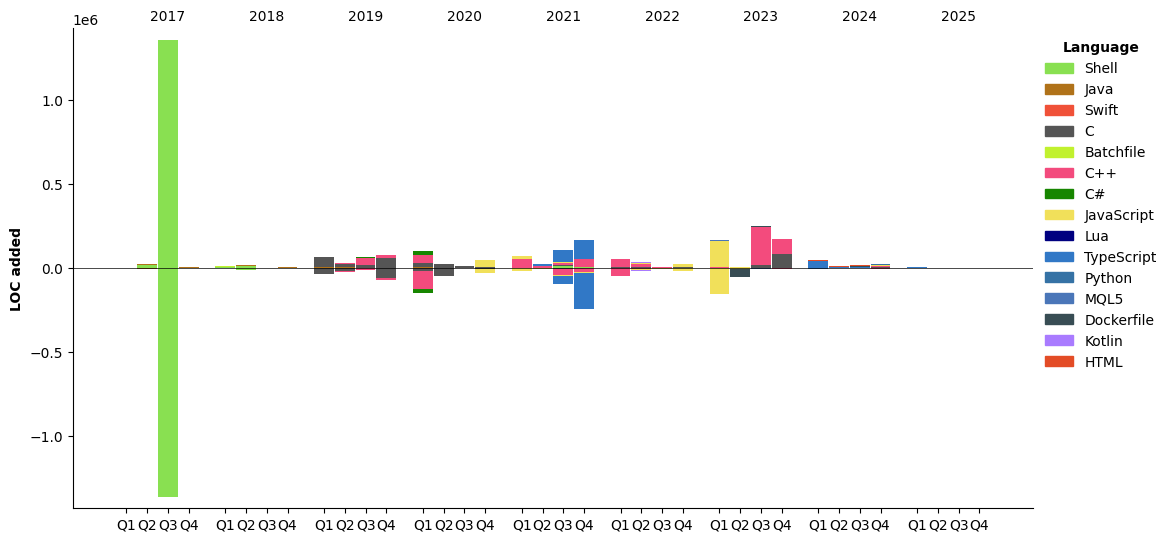 2017 2018 2019 2020 2021 2022 2023 2024 2025
1e6
1.0
0.5
0.0
−0.5
−1.0
LOC added
Q1 Q2 Q3 Q4 Q1 Q2 Q3 Q4 Q1 Q2 Q3 Q4 Q1 Q2 Q3 Q4 Q1 Q2 Q3 Q4 Q1 Q2 Q3 Q4 Q1 Q2 Q3 Q4 Q1 Q2 Q3 Q4 Q1 Q2 Q3 Q4
Language
Shell
Java
Swift
C
Batchfile
C++
C#
JavaScript
Lua
TypeScript
Python
MQL5
Dockerfile
Kotlin
HTML